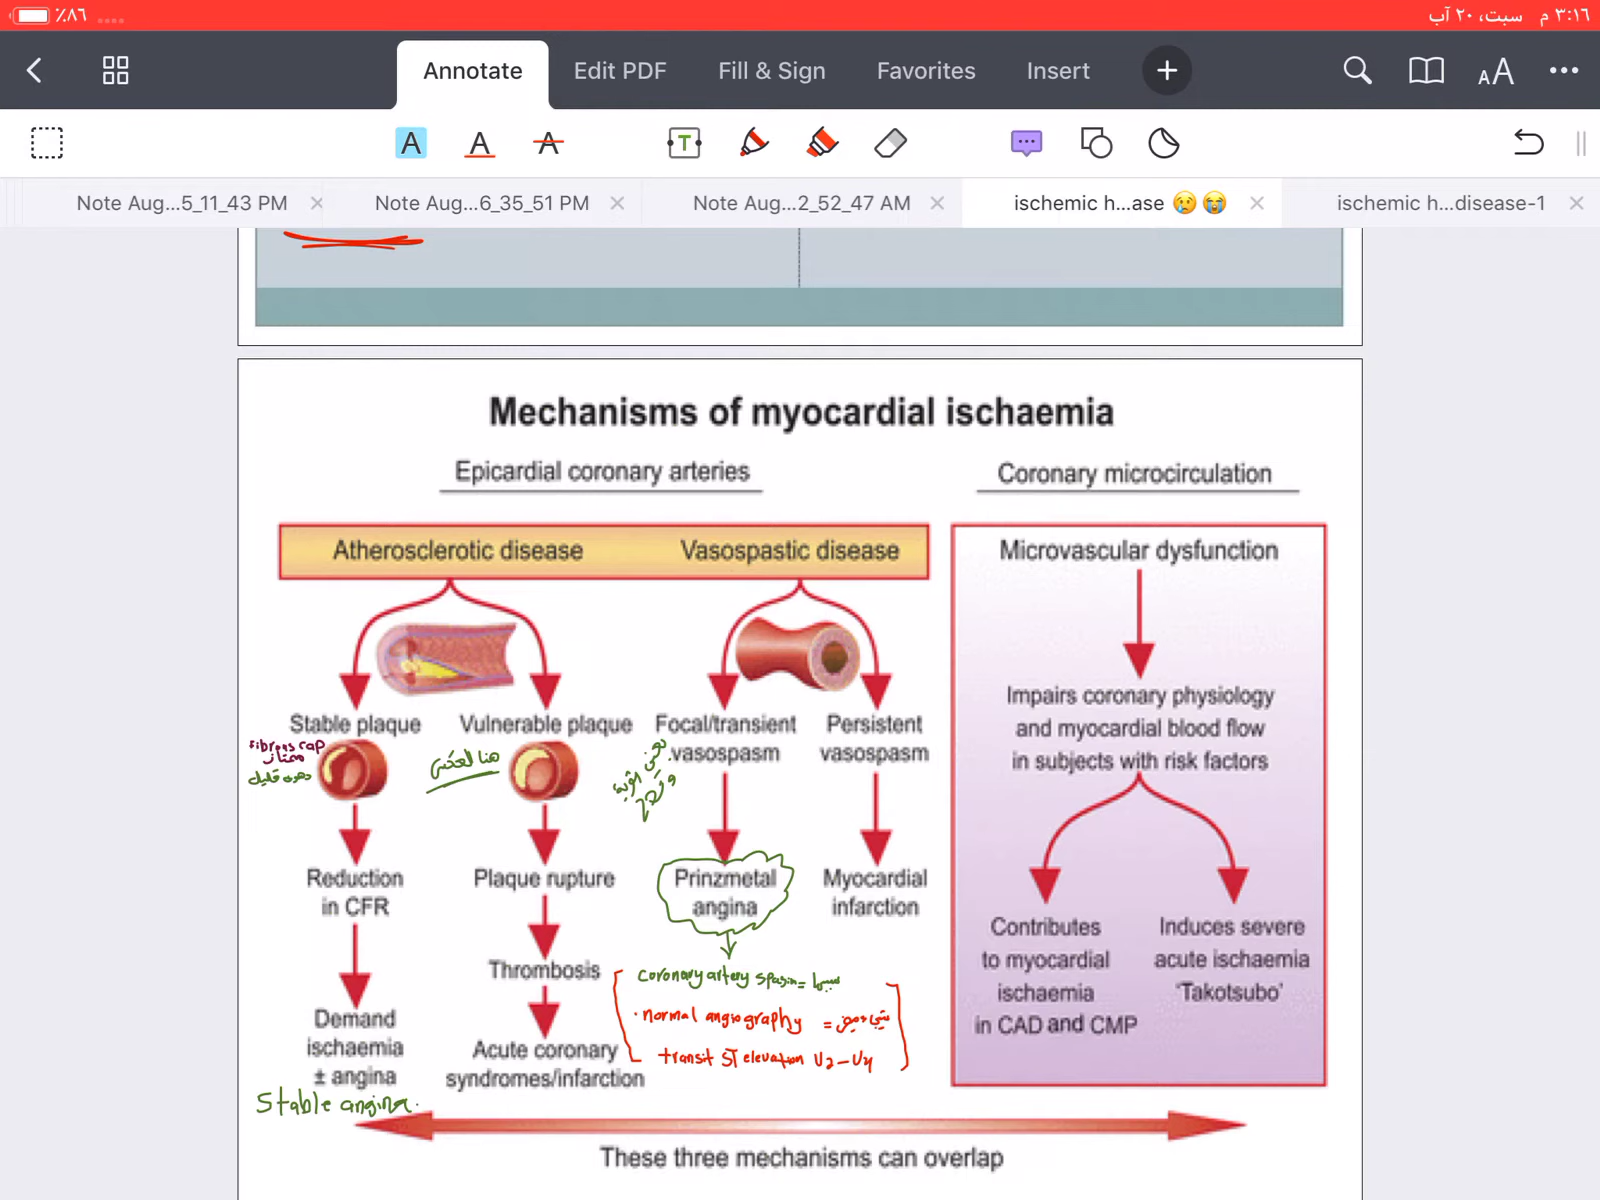 ٪٨٦
٣:١٦ م سبت، ٢٠ آب
Annotate
Edit PDF
Fill & Sign
Favorites
Insert
Note Aug...5_11_43 PM
Note Aug...6_35_51 PM
Note Aug...2_52_47 AM
ischemic h...ase 😢 😭
ischemic h...disease-1
Mechanisms of myocardial ischaemia
Epicardial coronary arteries
Coronary microcirculation
Atherosclerotic disease
Vasospastic disease
Microvascular dysfunction
Stable plaque
Vulnerable plaque
Focal/transient
vasospasm
Persistent
vasospasm
Impairs coronary physiology
and myocardial blood flow
in subjects with risk factors
fibrous cap
ممتاز
دهون قليل
هنا
Reduction
in CFR
Plaque rupture
Prinzmetal
angina
Myocardial
infarction
Contributes
to myocardial
ischaemia
in CAD and CMP
Induces severe
acute ischaemia
'Takotsubo'
Thrombosis
coronary artery spasm =
normal angiography =
transit ST elevation
Demand
ischaemia
± angina
Acute coronary
syndromes/infarction
Stable angina.
These three mechanisms can overlap